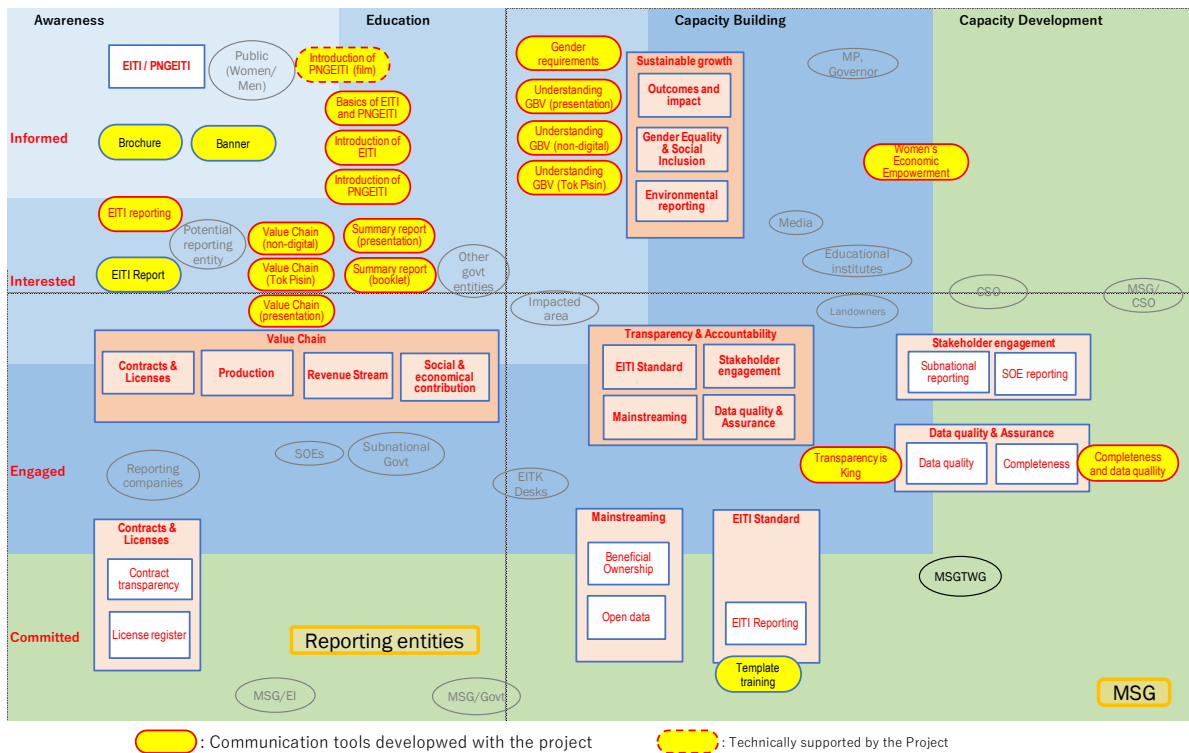 Awareness
Education
Capacity Building
Capacity Development
EITI / PNGEITI
Public
(Women/
Men)
Introduction of
PNGEITI (film)
Gender
requirements
Sustainable growth
MP,
Governor
Outcomes and
impact
Basics of EITI
and PNGEITI
Understanding
GBV (presentation)
Informed
Brochure
Banner
Introduction of
EITI
Understanding
GBV (non-digital)
Gender Equality
& Social
Inclusion
Women's
Economic
Empowerment
Introduction of
PNGEITI
Understanding
GBV (Tok Pisin)
Environmental
reporting
EITI reporting
Potential
reporting
entity
Value Chain
(non-digital)
Summary report
(presentation)
Media
Interested
EITI Report
Value Chain
(Tok Pisin)
Summary report
(booklet)
Other
govt
entities
Educational
institutes
CSO
MSG/
CSO
Value Chain
(presentation)
Impacted
area
Landowners
Value Chain
Contracts &
Licenses
Production
Revenue Stream
Social &
economical
contribution
Transparency & Accountability
EITI Standard
Stakeholder
engagement
Mainstreaming
Data quality &
Assurance
Stakeholder engagement
Subnational
reporting
SOE reporting
Engaged
Reporting
companies
SOEs
Subnational
Govt
EITK
Desks
Transparency is
King
Data quality & Assurance
Data quality
Completeness
Completeness
and data quallity
Contracts &
Licenses
Contract
transparency
License register
Mainstreaming
Beneficial
Ownership
Open data
EITI Standard
EITI Reporting
Template
training
MSGTWG
Committed
Reporting entities
MSG/EI
MSG/Govt
MSG
: Communication tools developwed with the project
: Technically supported by the Project